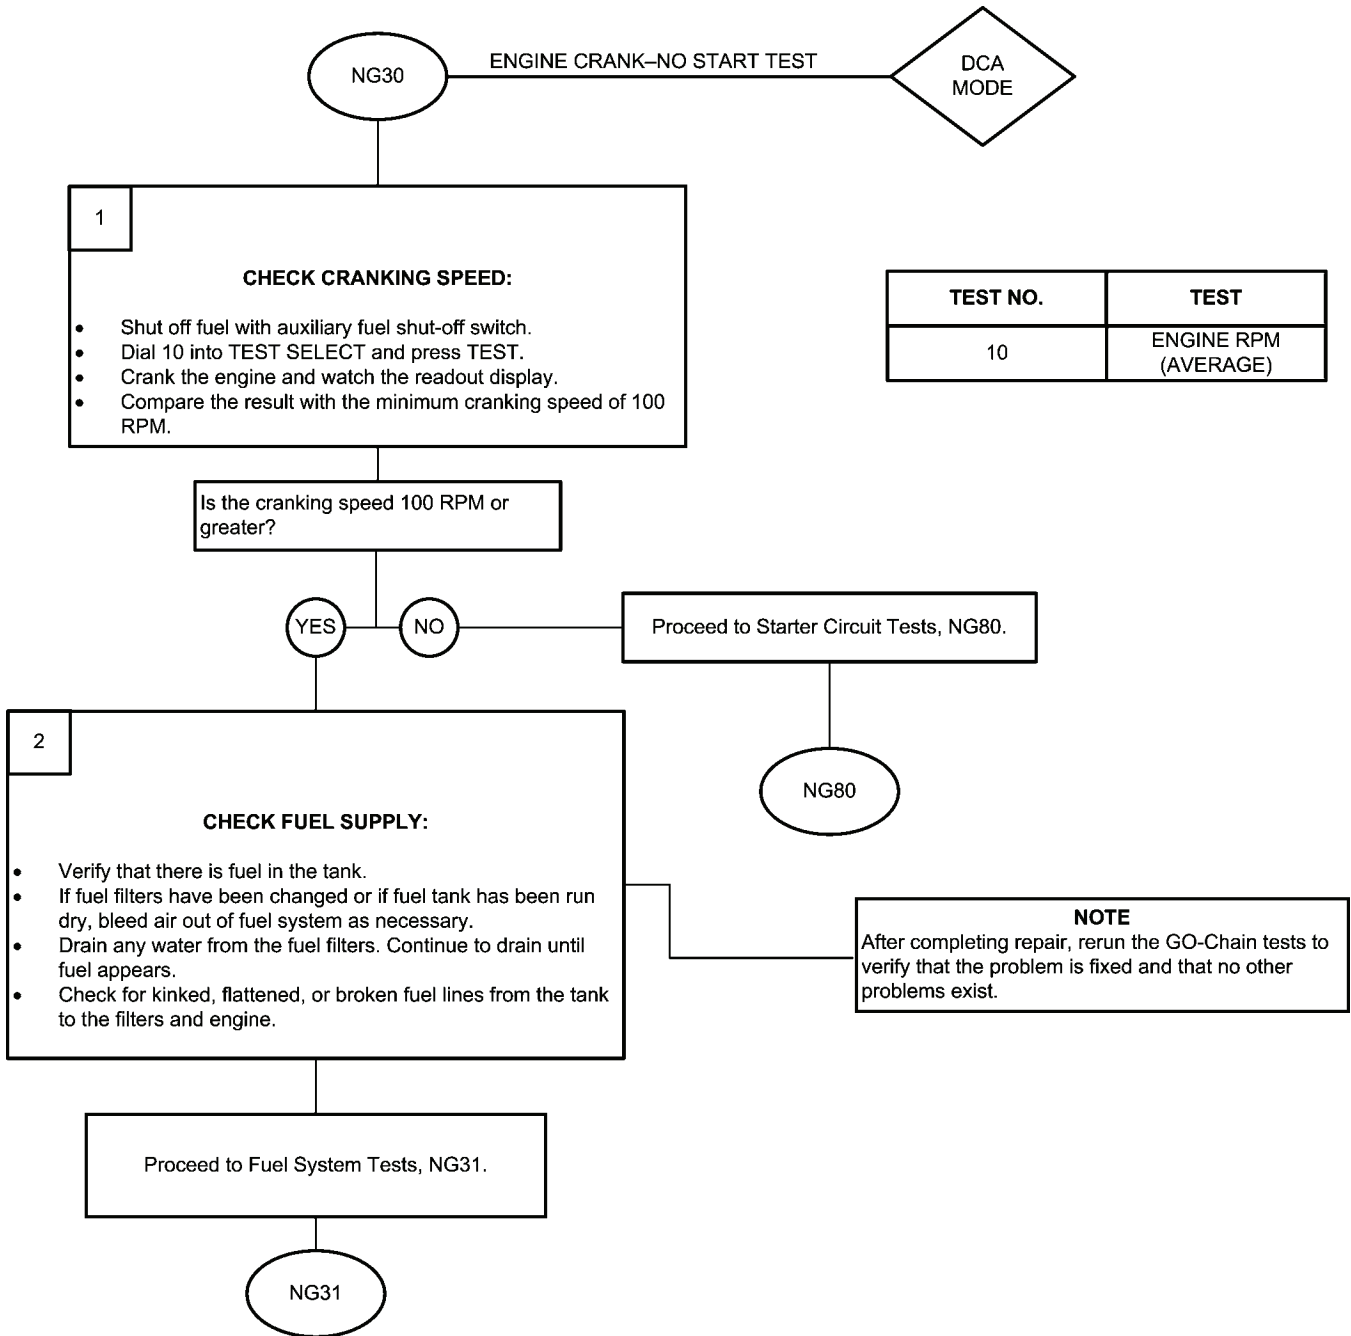 NG30
ENGINE CRANK–NO START TEST
DCA
MODE
1
CHECK CRANKING SPEED:
• Shut off fuel with auxiliary fuel shut-off switch.
• Dial 10 into TEST SELECT and press TEST.
• Crank the engine and watch the readout display.
• Compare the result with the minimum cranking speed of 100
RPM.
TEST NO.
TEST
10
ENGINE RPM
(AVERAGE)
Is the cranking speed 100 RPM or
greater?
YES
NO
Proceed to Starter Circuit Tests, NG80.
NG80
2
CHECK FUEL SUPPLY:
• Verify that there is fuel in the tank.
• If fuel filters have been changed or if fuel tank has been run
dry, bleed air out of fuel system as necessary.
• Drain any water from the fuel filters. Continue to drain until
fuel appears.
• Check for kinked, flattened, or broken fuel lines from the tank
to the filters and engine.
NOTE
After completing repair, rerun the GO-Chain tests to
verify that the problem is fixed and that no other
problems exist.
Proceed to Fuel System Tests, NG31.
NG31